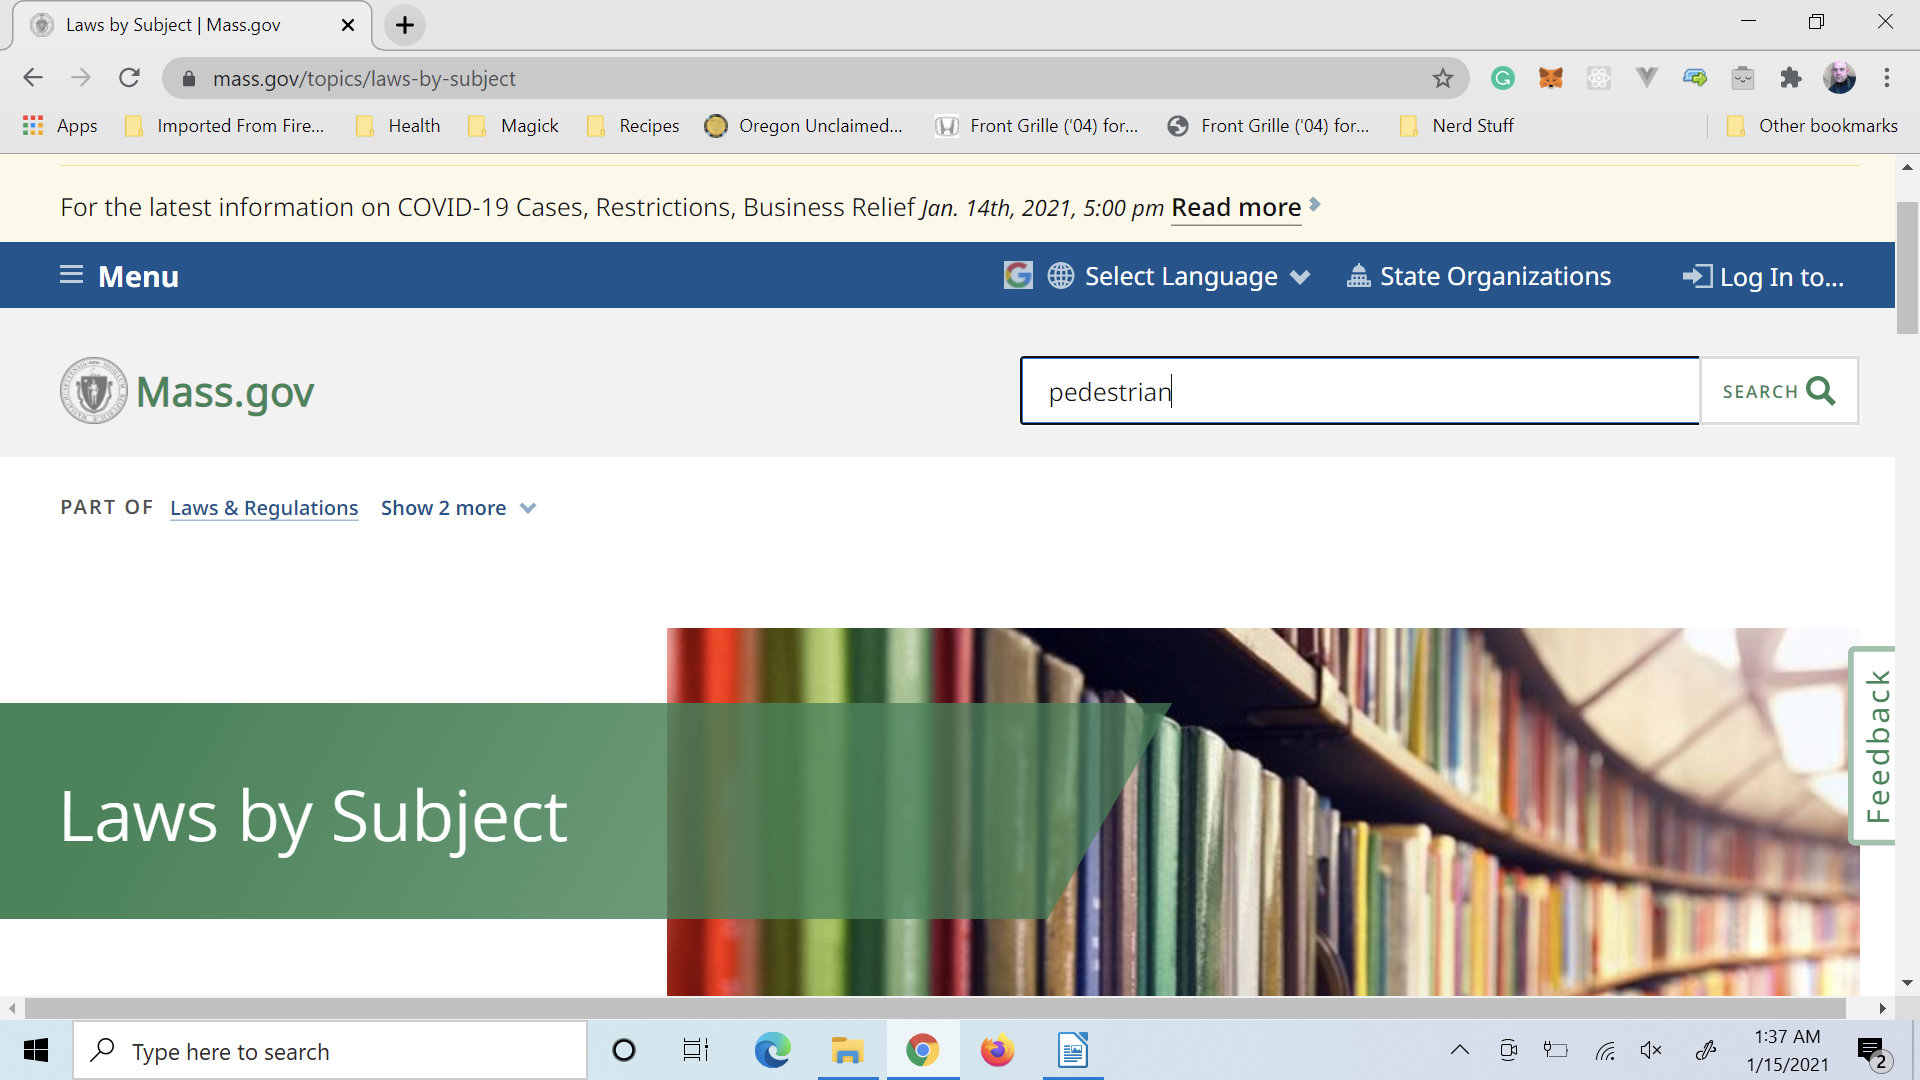 Laws by Subject | Mass.gov
mass.gov/topics/laws-by-subject
Apps Imported From Fire... Health Magick Recipes Oregon Unclaimed... Front Grille ('04) for... Front Grille ('04) for... Nerd Stuff Other bookmarks
For the latest information on COVID-19 Cases, Restrictions, Business Relief Jan. 14th, 2021, 5:00 pm Read more
Menu Select Language State Organizations Log In to...
Mass.gov pedestrian SEARCH
PART OF Laws & Regulations Show 2 more
Feedback
Laws by Subject
Type here to search
1:37 AM
1/15/2021
2